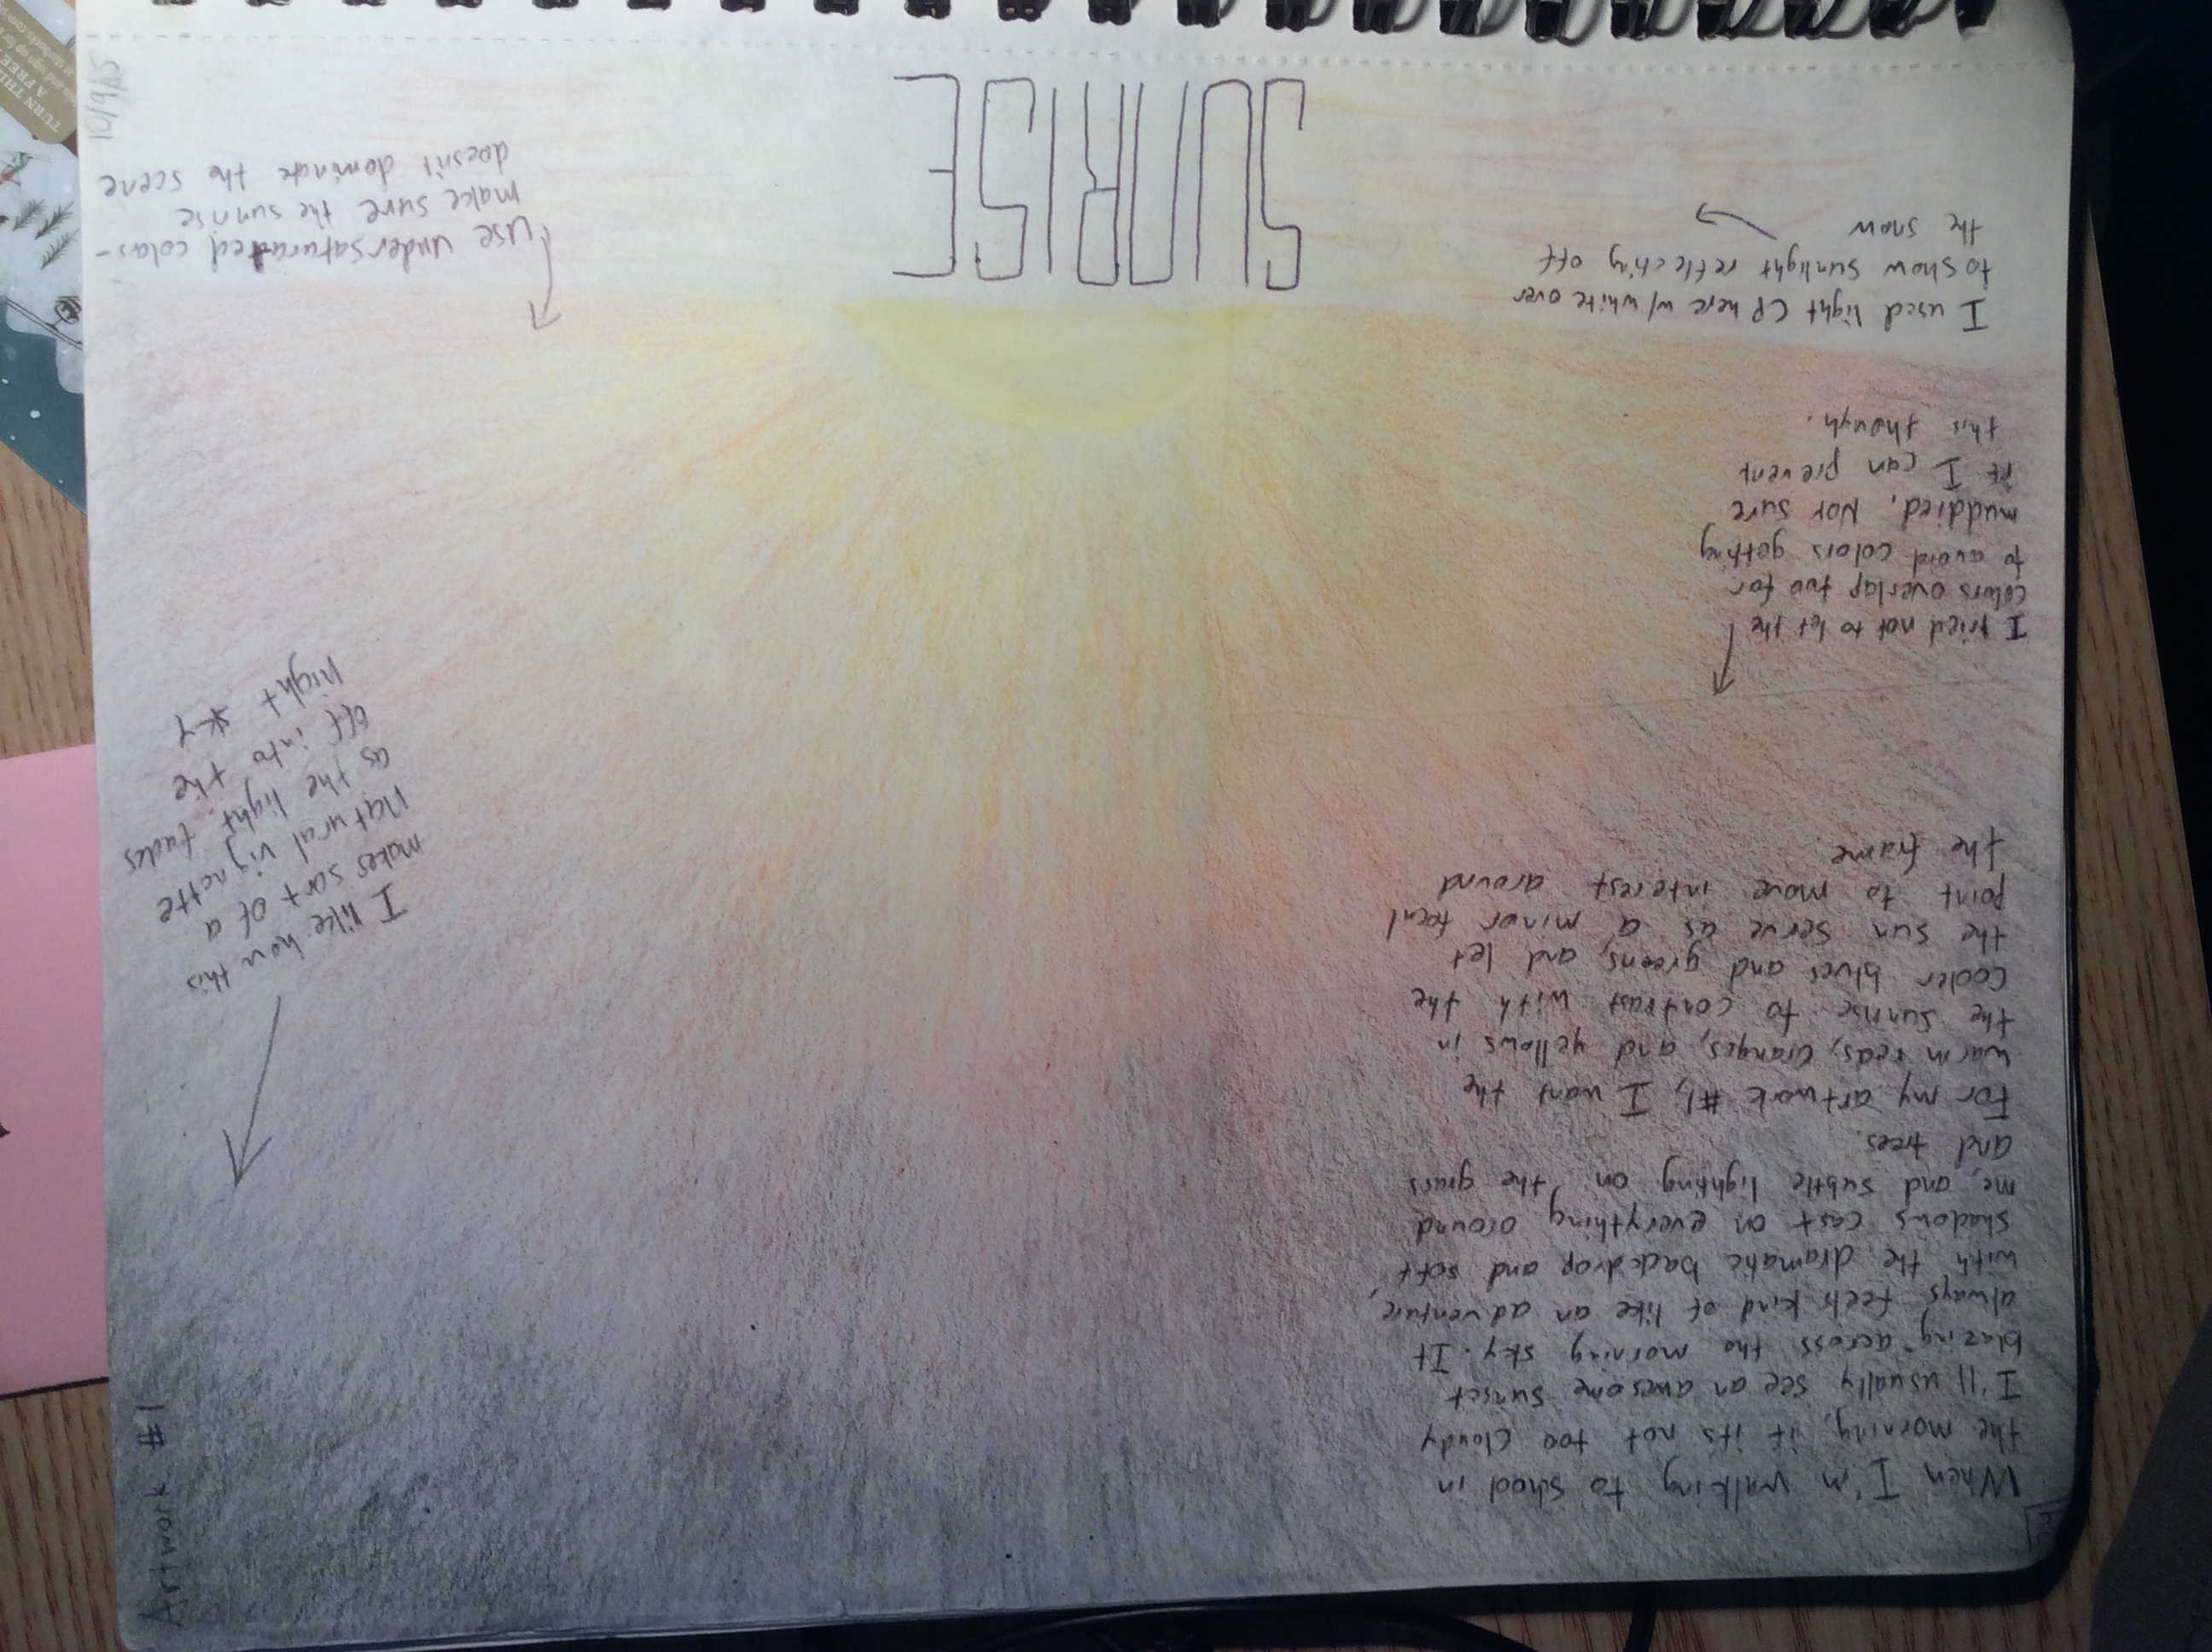 When I'm walking to shool in
the morning, if it's not too cloudy
I'll usually see an awesome sunset
blazing across the morning sky. It
always feels kind of like an adventure,
with the dramatic backdrop and soft
shadows cast on everything around
me, and subtle lighting on the grass
and trees.
For my artwork #1, I want the
warm reds, oranges, and yellows in
the sunrise to contrast with the
cooler blues and greens, and let
the sun serve as a minor focal
point to move interest around
the frame.
Artwork #1
I like how this
makes sort of a
natural vignette
as the light fades
off into the
night sky
I tried not to let the
colors overlap too far
to avoid colors getting
muddied. Not sure
if I can prevent
this though.
I used light CP here w/ white over
to show sunlight reflecting off
the snow
SUNRISE
Use undersaturated colors-
make sure the sunrise
doesn't dominate the scene
TURN THIS
A FREE